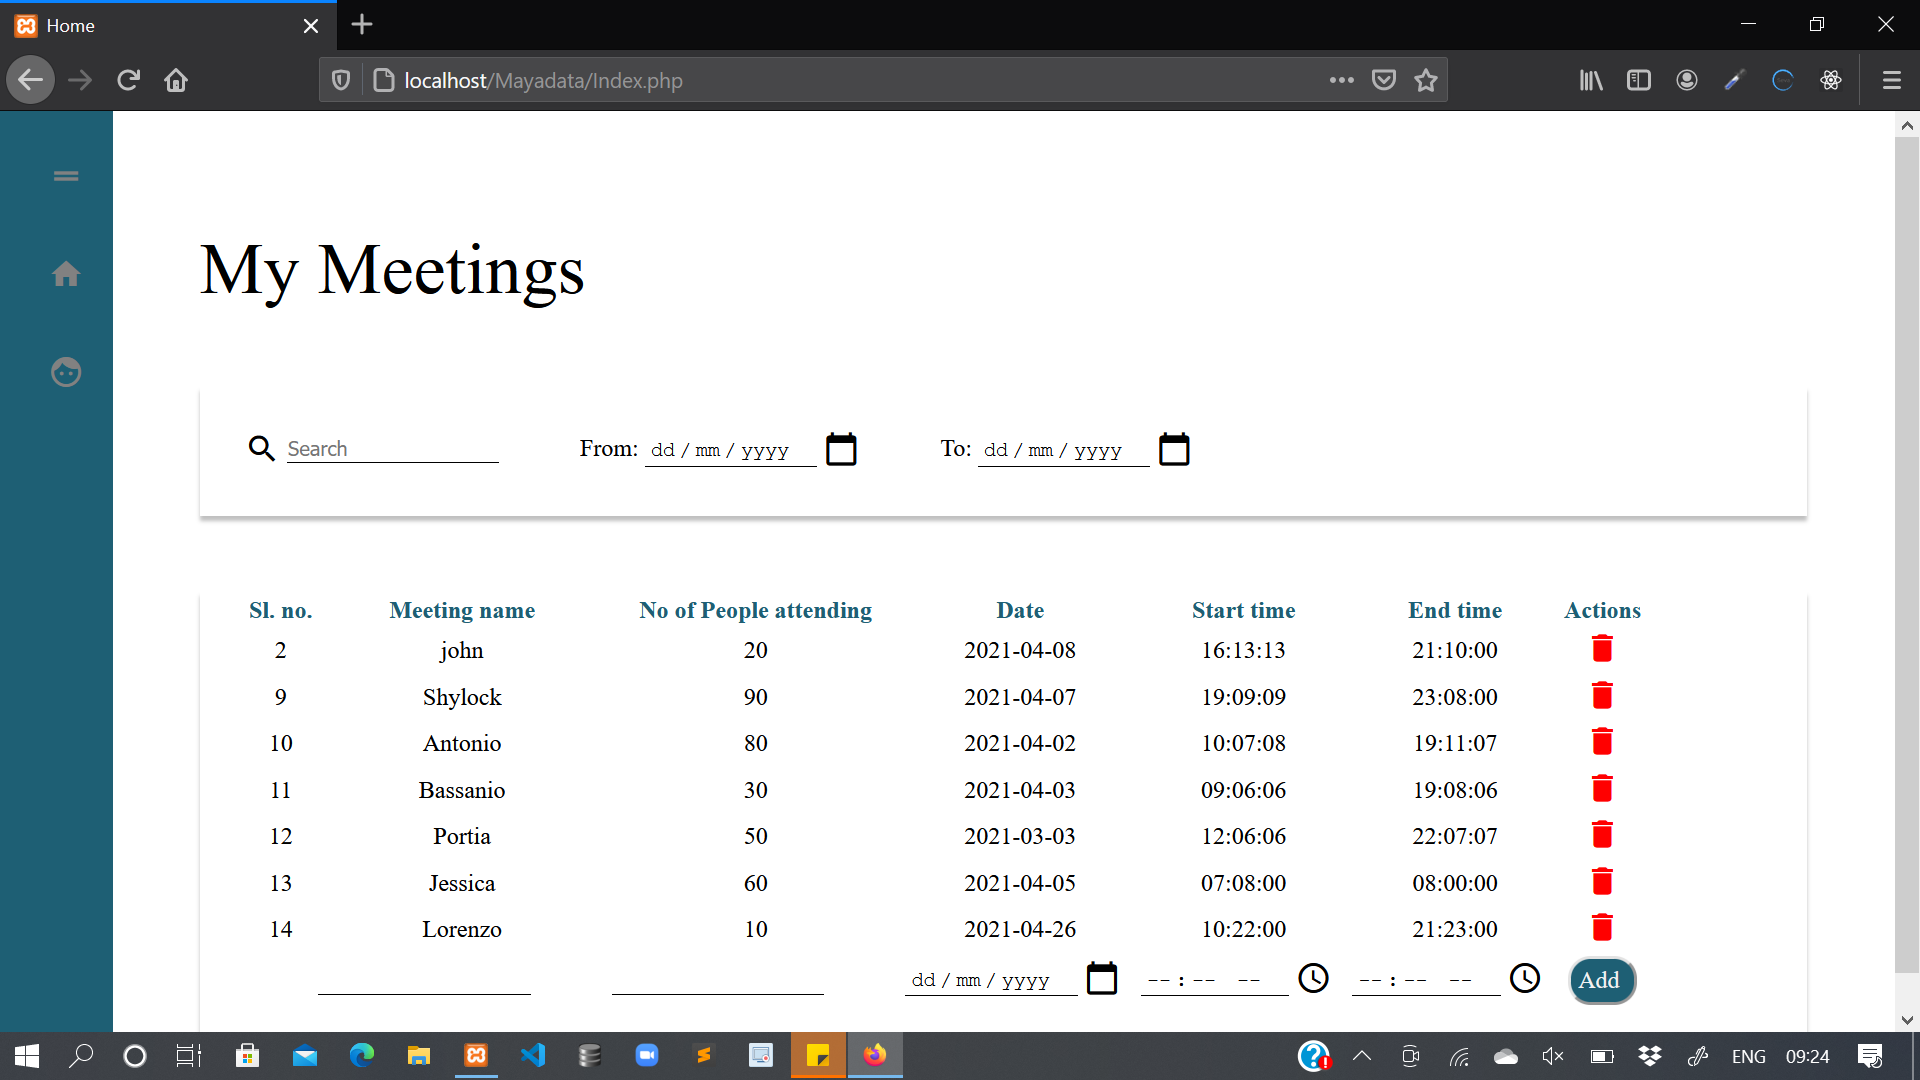 Home
localhost/Mayadata/Index.php
My Meetings
Search From: dd / mm / yyyy To: dd / mm / yyyy
Sl. no. Meeting name No of People attending Date Start time End time Actions
2 john 20 2021-04-08 16:13:13 21:10:00
9 Shylock 90 2021-04-07 19:09:09 23:08:00
10 Antonio 80 2021-04-02 10:07:08 19:11:07
11 Bassanio 30 2021-04-03 09:06:06 19:08:06
12 Portia 50 2021-03-03 12:06:06 22:07:07
13 Jessica 60 2021-04-05 07:08:00 08:00:00
14 Lorenzo 10 2021-04-26 10:22:00 21:23:00
dd / mm / yyyy -- : -- -- -- : -- -- Add
ENG 09:24